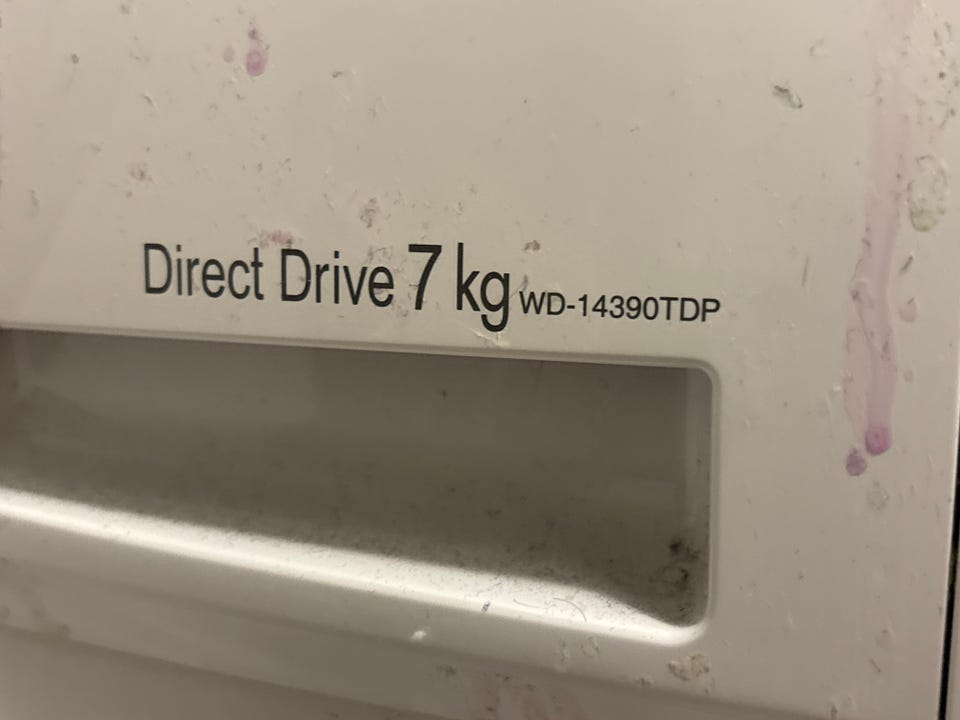 Direct Drive 7 kg WD-14390TDP